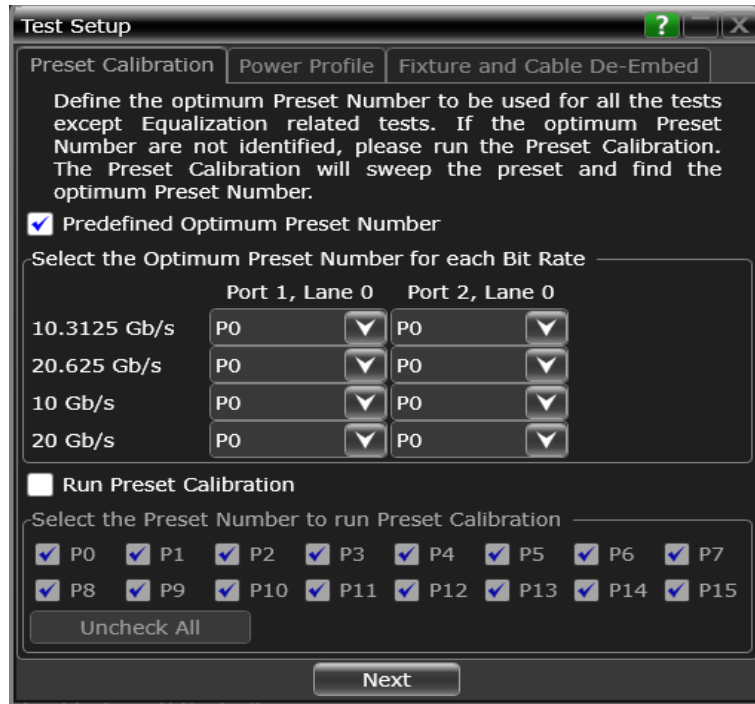 Test Setup
?
X
Preset Calibration Power Profile Fixture and Cable De-Embed
Define the optimum Preset Number to be used for all the tests
except Equalization related tests. If the optimum Preset
Number are not identified, please run the Preset Calibration.
The Preset Calibration will sweep the preset and find the
optimum Preset Number.
Predefined Optimum Preset Number
Select the Optimum Preset Number for each Bit Rate
Port 1, Lane 0 Port 2, Lane 0
10.3125 Gb/s P0 P0
20.625 Gb/s P0 P0
10 Gb/s P0 P0
20 Gb/s P0 P0
Run Preset Calibration
Select the Preset Number to run Preset Calibration
P0 P1 P2 P3 P4 P5 P6 P7
P8 P9 P10 P11 P12 P13 P14 P15
Uncheck All
Next